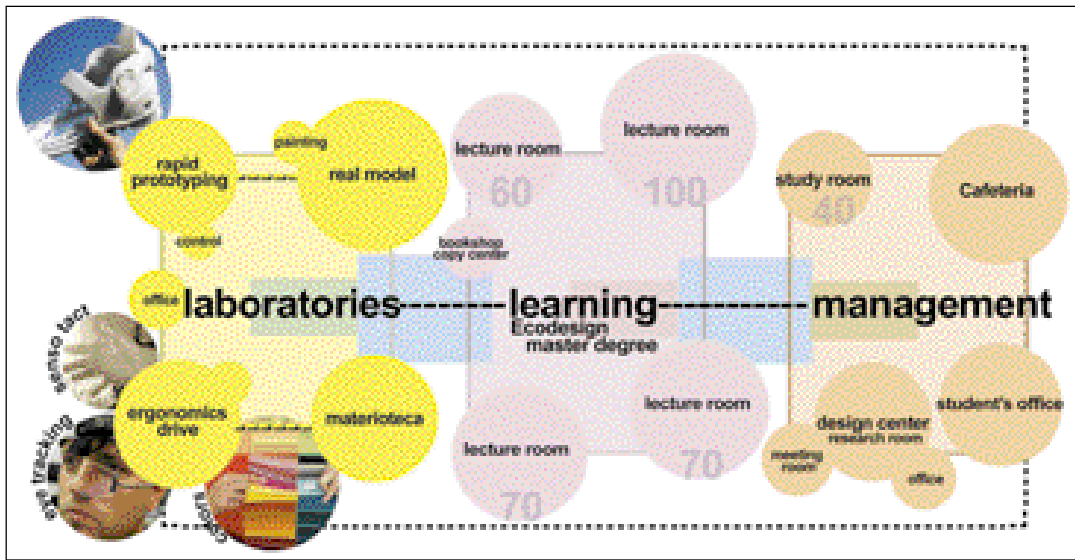 painting
rapid
prototyping
real model
control
office
lecture room
60
lecture room
100
bookshop
copy center
study room
40
Cafeteria
laboratories
learning
management
Ecodesign
master degree
senso tact
eye tracking
colors
ergonomics
drive
materioteca
lecture room
70
lecture room
70
design center
research room
meeting
room
office
student's office